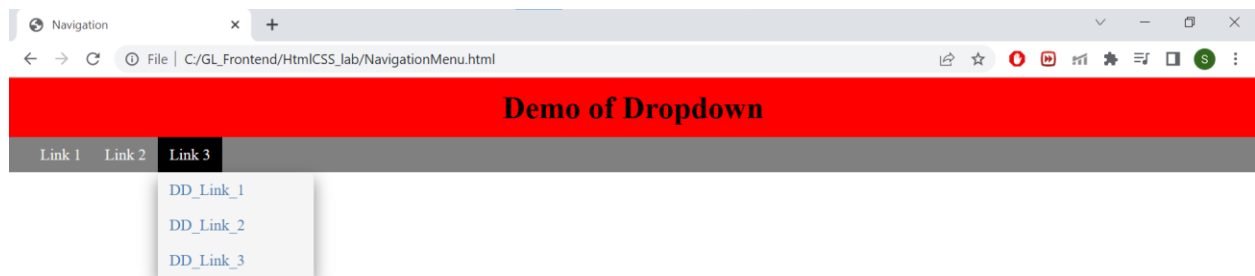 Navigation
File | C:/GL_Frontend/HtmlCSS_lab/NavigationMenu.html
S
Demo of Dropdown
Link 1 Link 2 Link 3
DD_Link_1
DD_Link_2
DD_Link_3